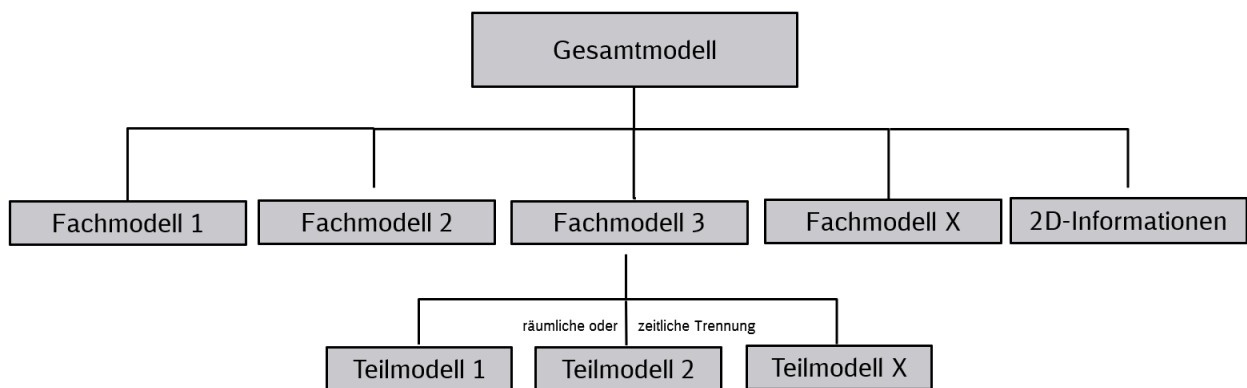 Gesamtmodell
Fachmodell 1
Fachmodell 2
Fachmodell 3
Fachmodell X
2D-Informationen
räumliche oder zeitliche Trennung
Teilmodell 1
Teilmodell 2
Teilmodell X